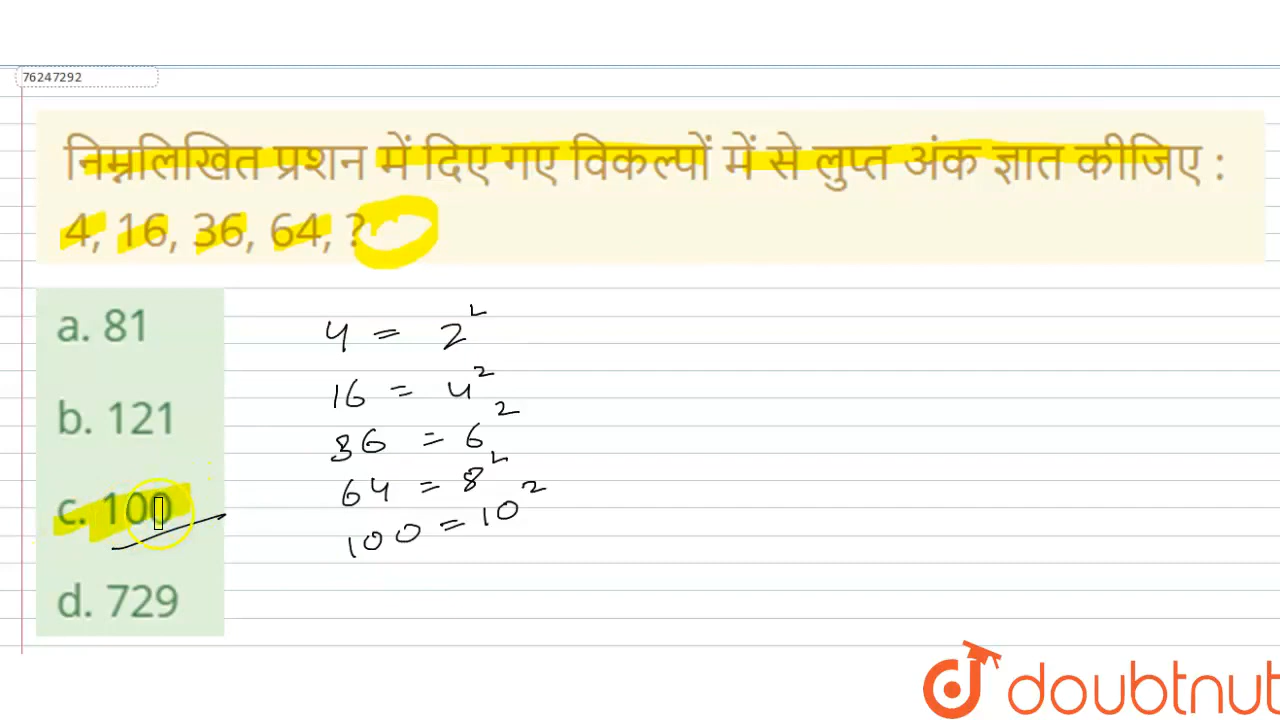 76247292
निम्नलिखित प्रशन में दिए गए विकल्पों में से लुप्त अंक ज्ञात कीजिए :
4, 16, 36, 64, ?
a. 81
b. 121
c. 100
d. 729
4 = 2²
16 = 4²
36 = 6²
64 = 8²
100 = 10²
doubtnut